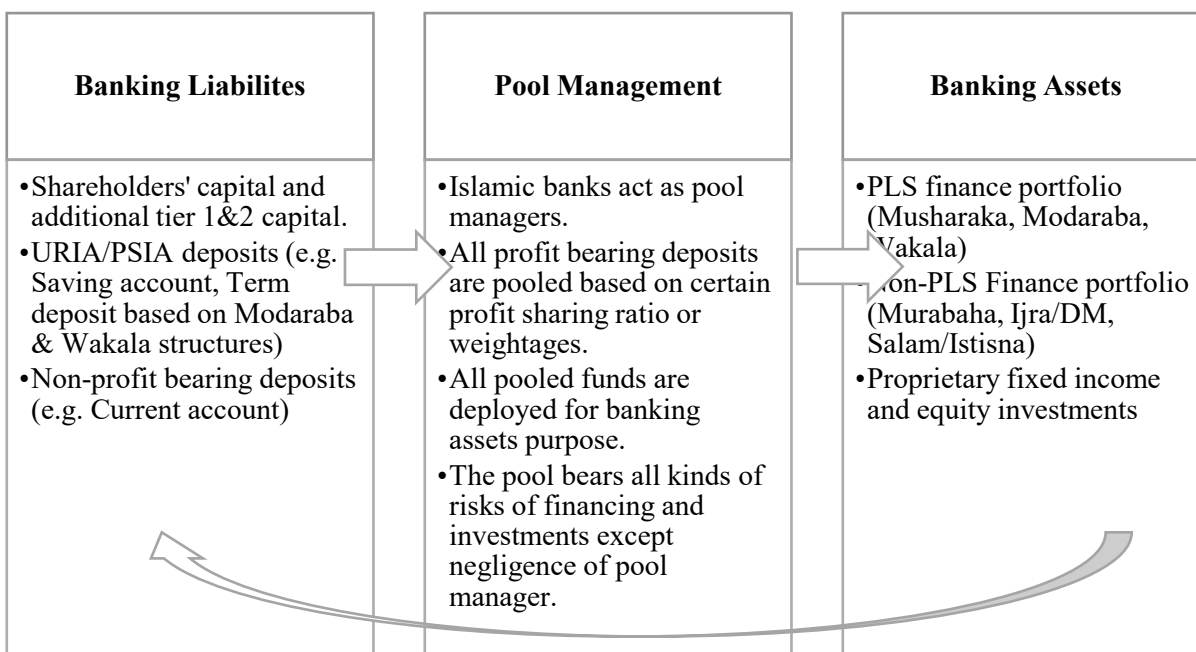 Banking Liabilites
•Shareholders' capital and
additional tier 1&2 capital.
•URIA/PSIA deposits (e.g.
Saving account, Term
deposit based on Modaraba
& Wakala structures)
•Non-profit bearing deposits
(e.g. Current account)
Pool Management
•Islamic banks act as pool
managers.
•All profit bearing deposits
are pooled based on certain
profit sharing ratio or
weightages.
•All pooled funds are
deployed for banking
assets purpose.
•The pool bears all kinds of
risks of financing and
investments except
negligence of pool
manager.
Banking Assets
•PLS finance portfolio
(Musharaka, Modaraba,
Wakala)
•Non-PLS Finance portfolio
(Murabaha, Ijra/DM,
Salam/Istisna)
•Proprietary fixed income
and equity investments